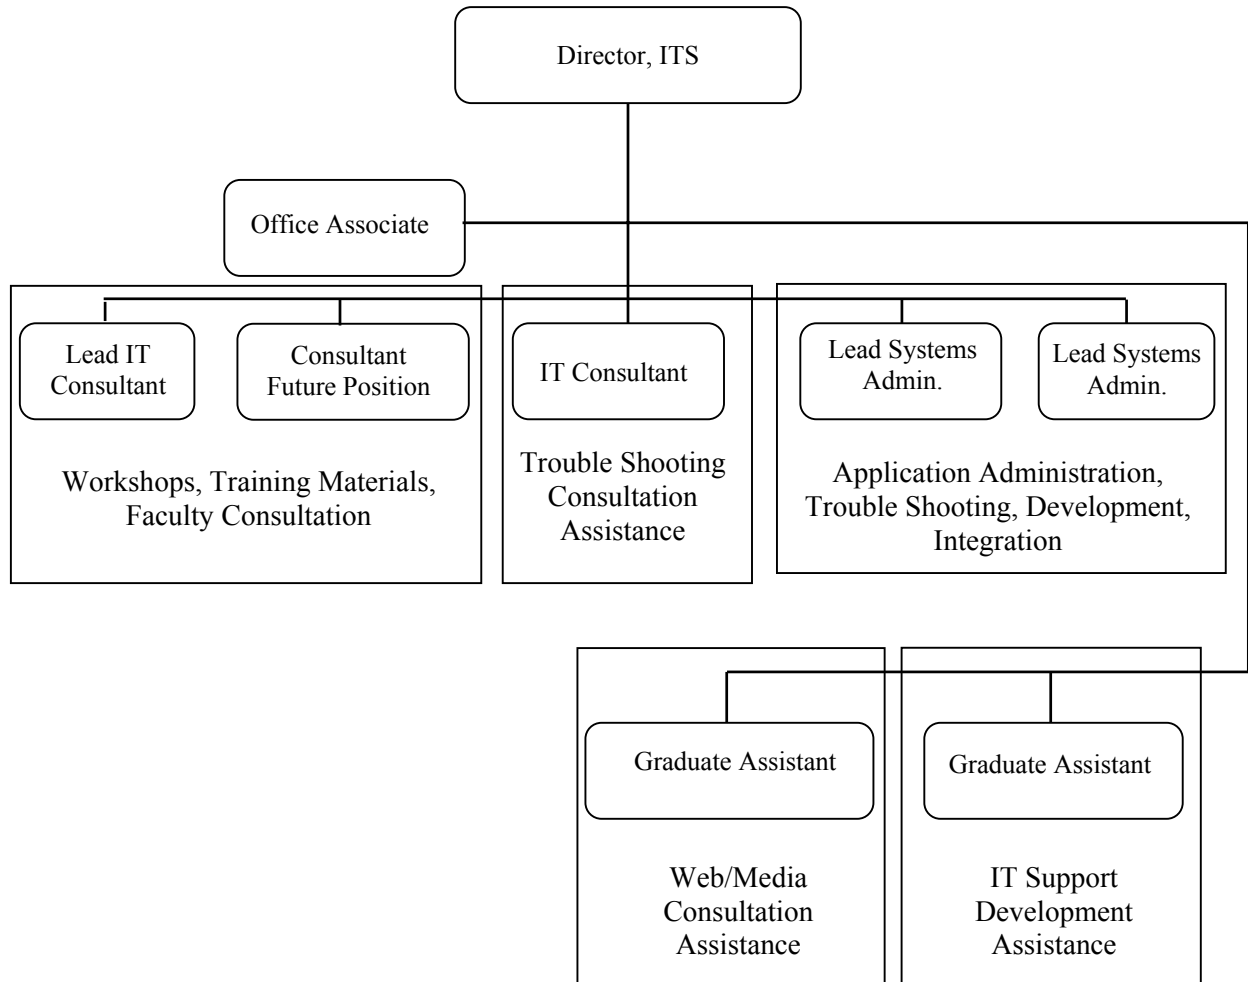 Director, ITS
Office Associate
Lead IT
Consultant
Consultant
Future Position
IT Consultant
Lead Systems
Admin.
Lead Systems
Admin.
Workshops, Training Materials,
Faculty Consultation
Trouble Shooting
Consultation
Assistance
Application Administration,
Trouble Shooting, Development,
Integration
Graduate Assistant
Graduate Assistant
Web/Media
Consultation
Assistance
IT Support
Development
Assistance